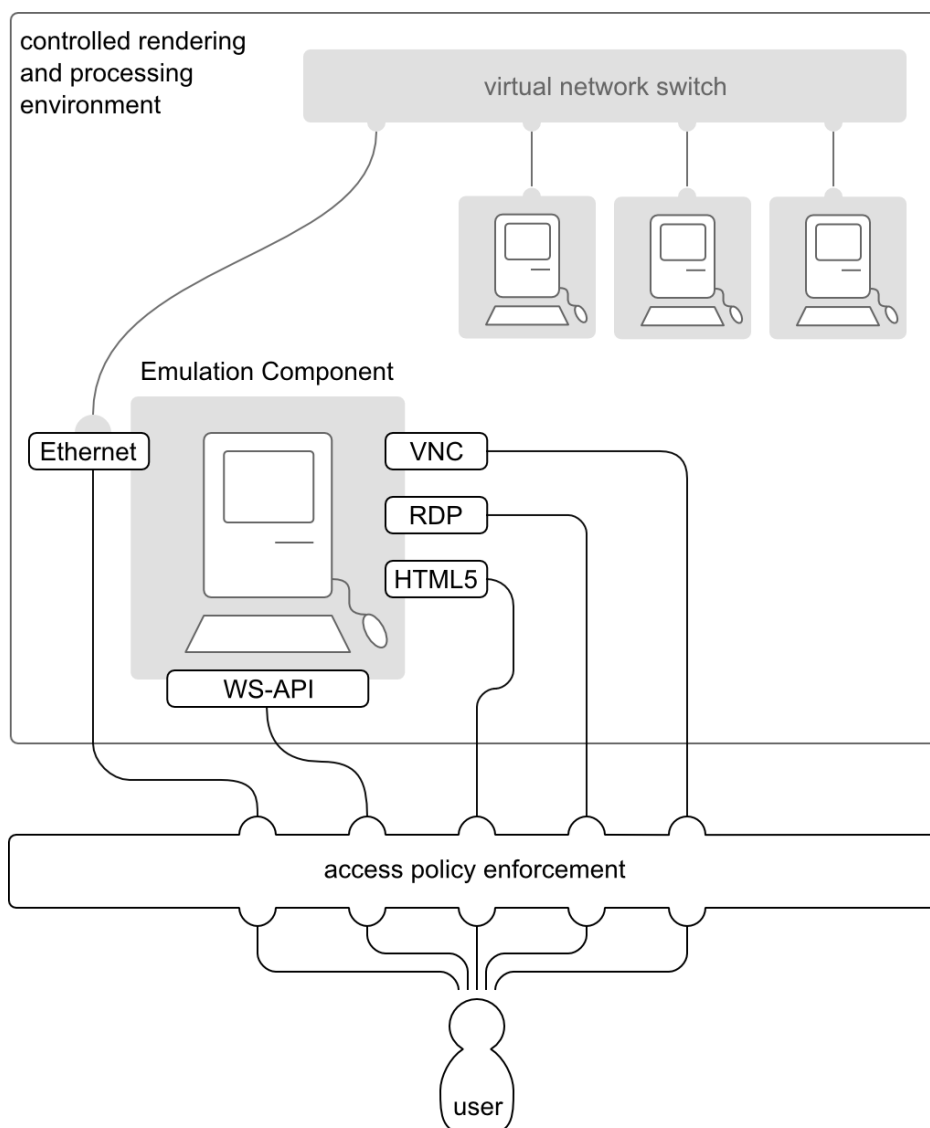 controlled rendering
and processing
environment
virtual network switch
Emulation Component
Ethernet
VNC
RDP
HTML5
WS-API
access policy enforcement
user